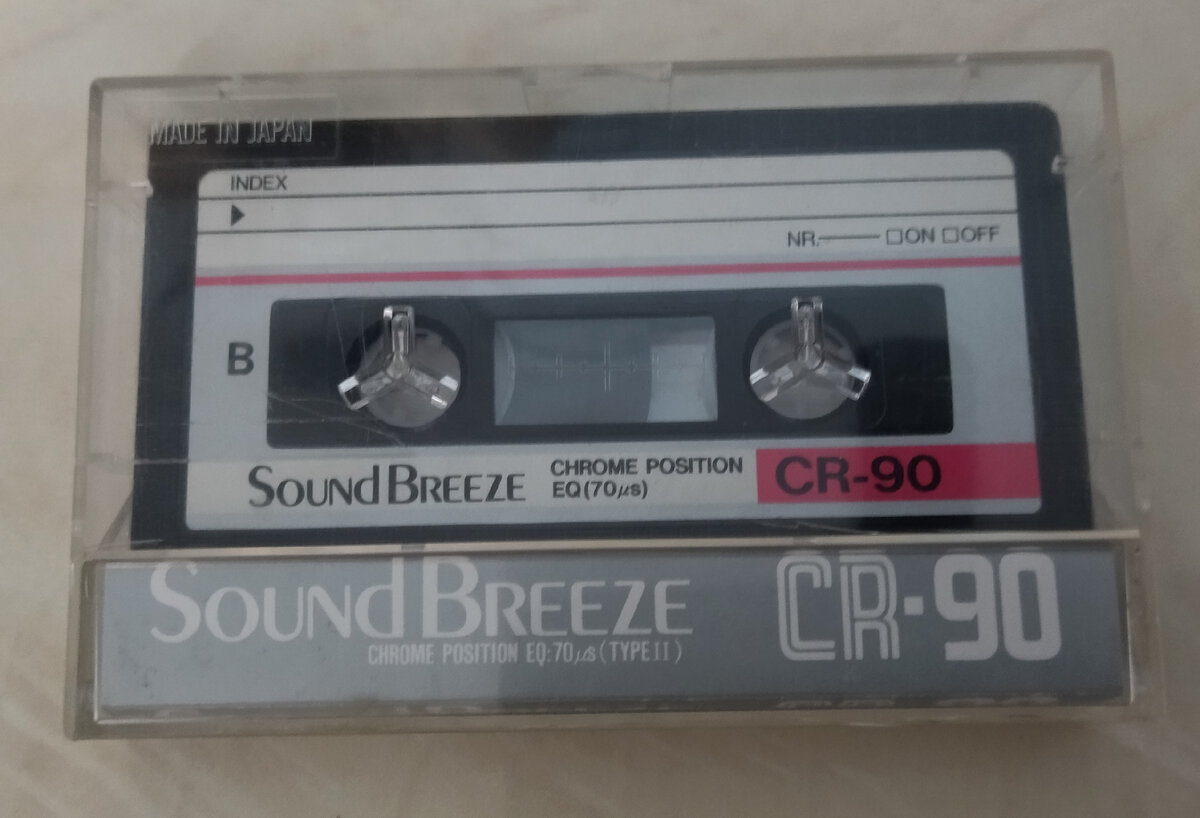 MADE IN JAPAN
INDEX
NR. □ON □OFF
B
SOUND BREEZE
CHROME POSITION
EQ(70μs)
CR-90
SOUND BREEZE
CHROME POSITION EQ:70μs(TYPE II)
CR-90